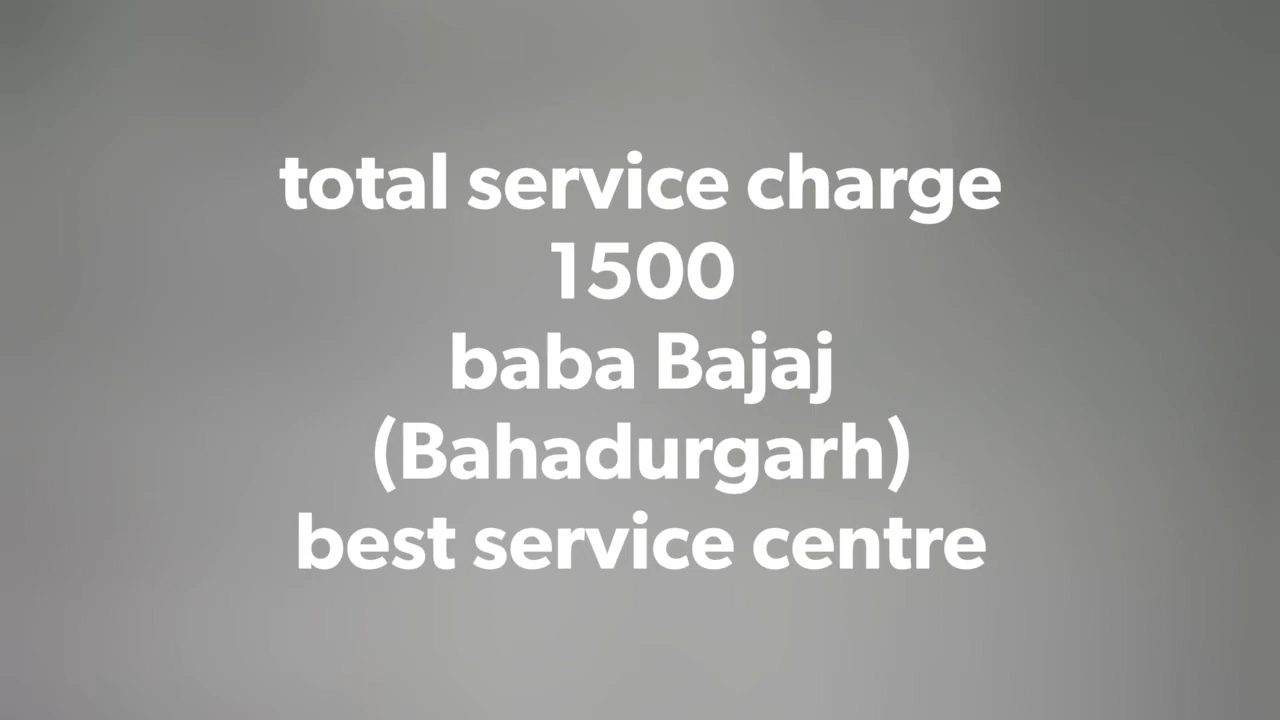 total service charge
1500
baba Bajaj
(Bahadurgarh)
best service centre